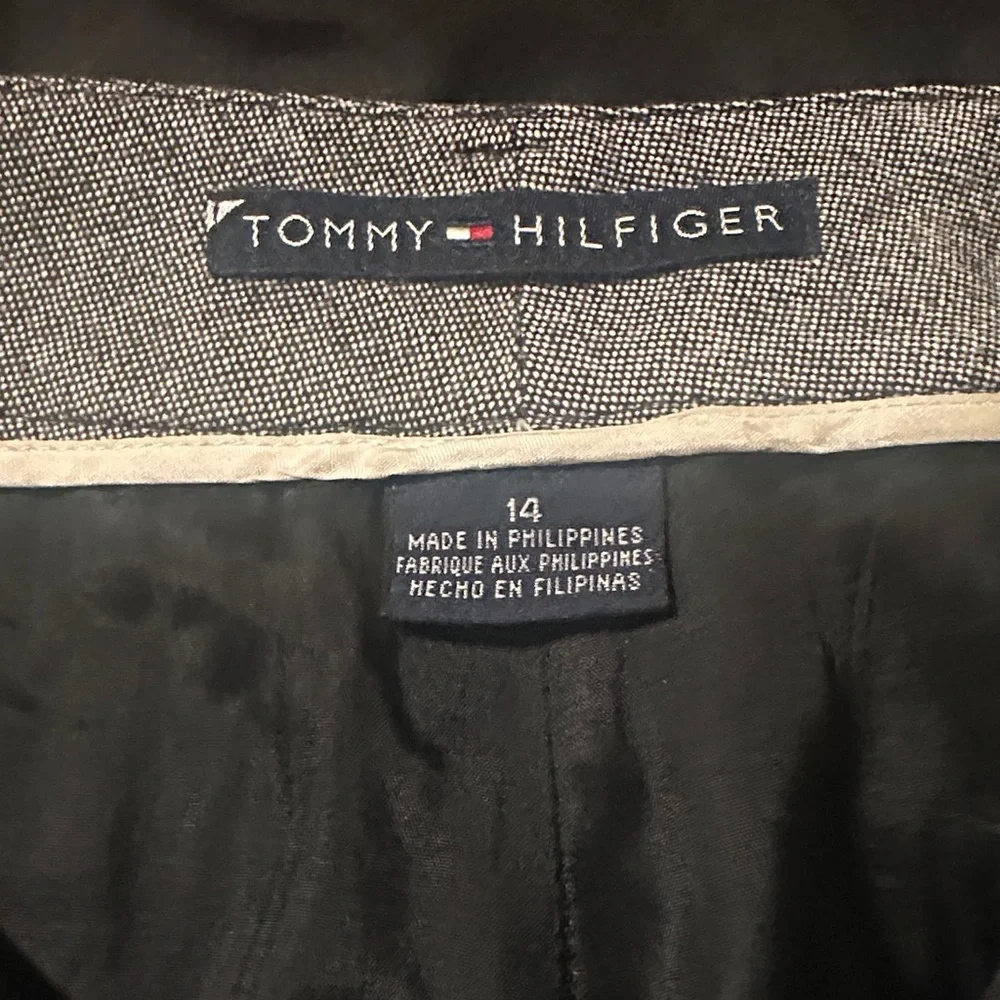 TOMMY HILFIGER
14
MADE IN PHILIPPINES
FABRIQUE AUX PHILIPPINES
HECHO EN FILIPINAS